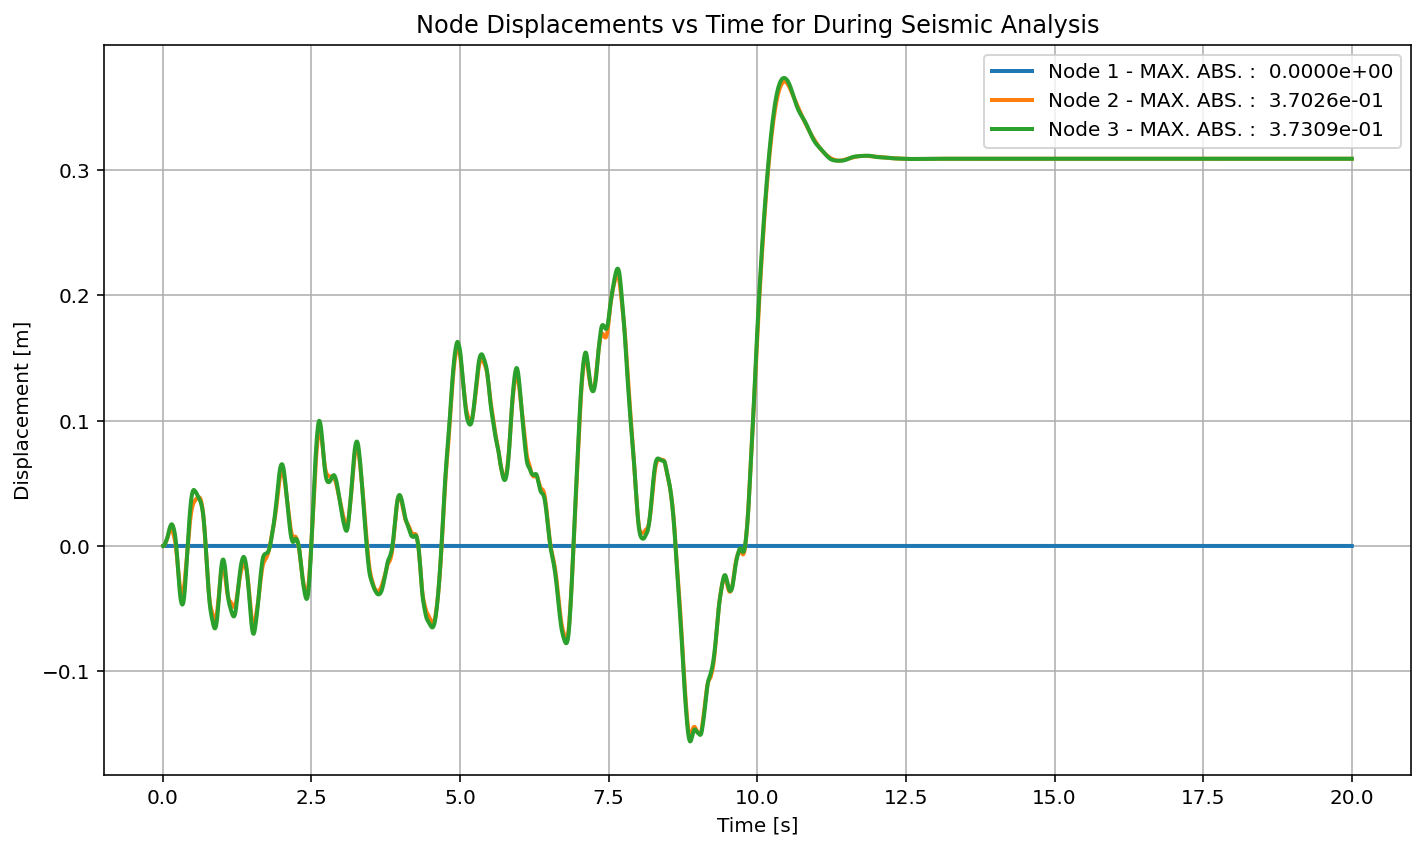 Node Displacements vs Time for During Seismic Analysis
Node 1 - MAX. ABS. :  0.0000e+00
Node 2 - MAX. ABS. :  3.7026e-01
Node 3 - MAX. ABS. :  3.7309e-01
Displacement [m]
0.3
0.2
0.1
0.0
−0.1
0.0 2.5 5.0 7.5 10.0 12.5 15.0 17.5 20.0
Time [s]